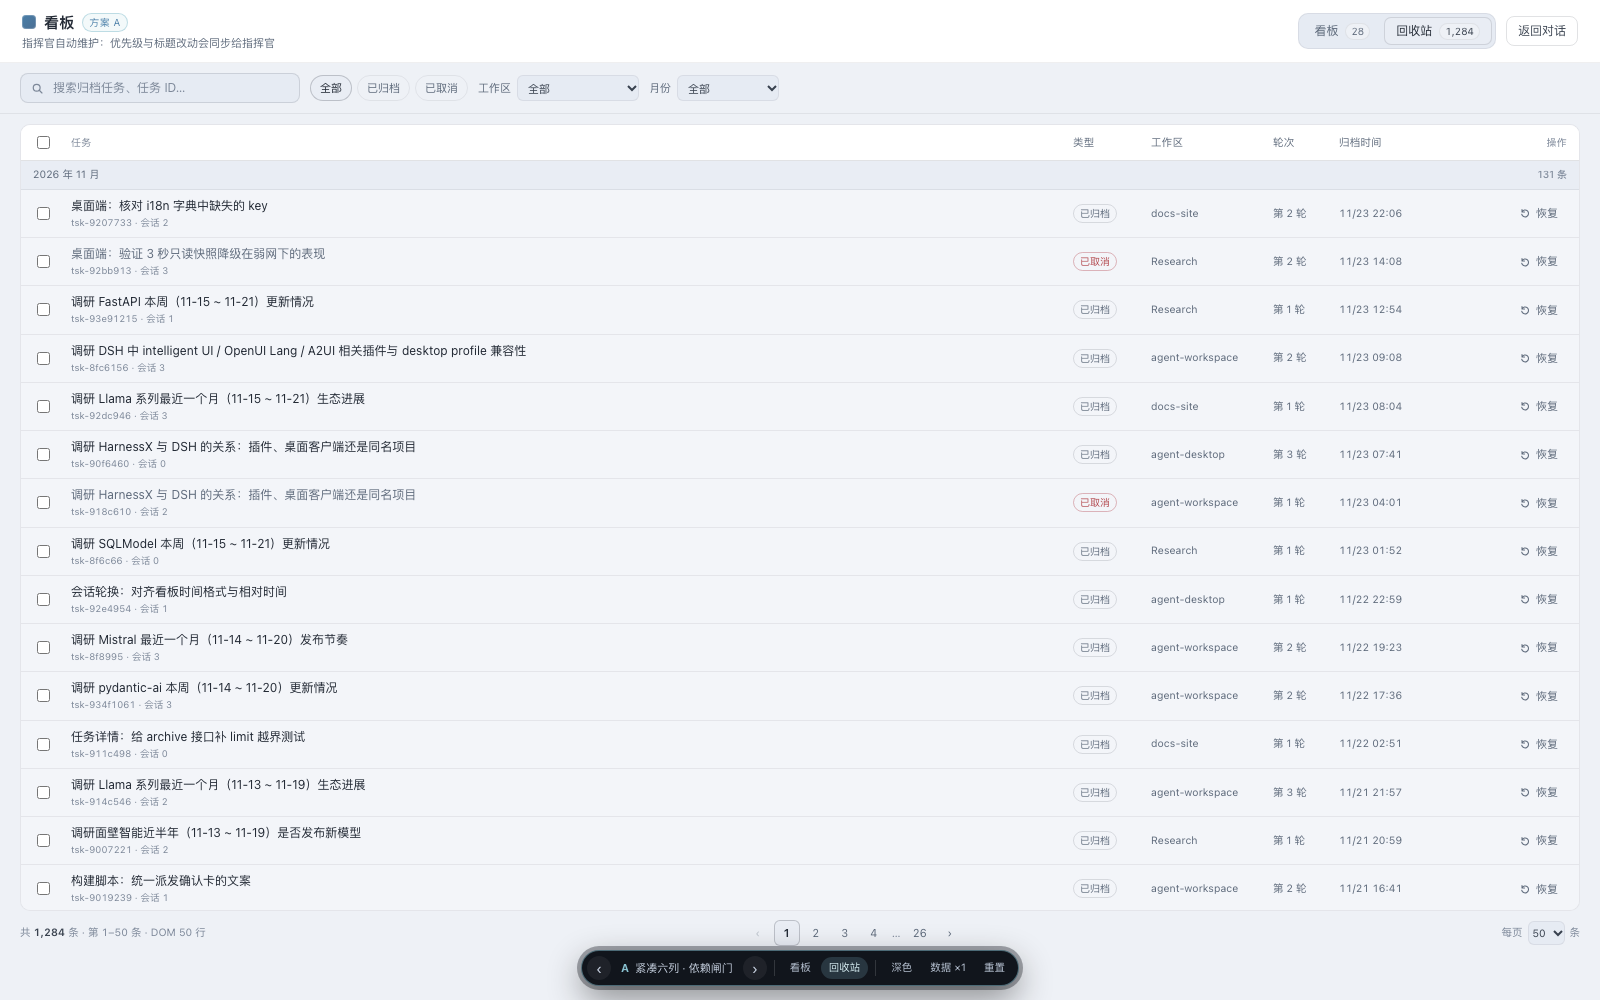 看板 方案 A
指挥官自动维护：优先级与标题改动会同步给指挥官
看板 28 回收站 1,284 返回对话
搜索归档任务、任务 ID... 全部 已归档 已取消 工作区 全部 月份 全部
任务 类型 工作区 轮次 归档时间 操作
2026 年 11 月 131 条
桌面端：核对 i18n 字典中缺失的 key
tsk-9207733 · 会话 2
已归档 docs-site 第 2 轮 11/23 22:06 恢复
桌面端：验证 3 秒只读快照降级在弱网下的表现
tsk-92bb913 · 会话 3
已取消 Research 第 2 轮 11/23 14:08 恢复
调研 FastAPI 本周（11-15 ~ 11-21）更新情况
tsk-93e91215 · 会话 1
已归档 Research 第 1 轮 11/23 12:54 恢复
调研 DSH 中 intelligent UI / OpenUI Lang / A2UI 相关插件与 desktop profile 兼容性
tsk-8fc6156 · 会话 3
已归档 agent-workspace 第 2 轮 11/23 09:08 恢复
调研 Llama 系列最近一个月（11-15 ~ 11-21）生态进展
tsk-92dc946 · 会话 3
已归档 docs-site 第 1 轮 11/23 08:04 恢复
调研 HarnessX 与 DSH 的关系：插件、桌面客户端还是同名项目
tsk-90f6460 · 会话 0
已归档 agent-desktop 第 3 轮 11/23 07:41 恢复
调研 HarnessX 与 DSH 的关系：插件、桌面客户端还是同名项目
tsk-918c610 · 会话 2
已取消 agent-workspace 第 1 轮 11/23 04:01 恢复
调研 SQLModel 本周（11-15 ~ 11-21）更新情况
tsk-8f6c66 · 会话 0
已归档 Research 第 1 轮 11/23 01:52 恢复
会话轮换：对齐看板时间格式与相对时间
tsk-92e4954 · 会话 1
已归档 agent-desktop 第 1 轮 11/22 22:59 恢复
调研 Mistral 最近一个月（11-14 ~ 11-20）发布节奏
tsk-8f8995 · 会话 3
已归档 agent-workspace 第 2 轮 11/22 19:23 恢复
调研 pydantic-ai 本周（11-14 ~ 11-20）更新情况
tsk-934f1061 · 会话 3
已归档 agent-workspace 第 2 轮 11/22 17:36 恢复
任务详情：给 archive 接口补 limit 越界测试
tsk-911c498 · 会话 0
已归档 docs-site 第 1 轮 11/22 02:51 恢复
调研 Llama 系列最近一个月（11-13 ~ 11-19）生态进展
tsk-914c546 · 会话 2
已归档 agent-workspace 第 3 轮 11/21 21:57 恢复
调研面壁智能近半年（11-13 ~ 11-19）是否发布新模型
tsk-9007221 · 会话 2
已归档 Research 第 1 轮 11/21 20:59 恢复
构建脚本：统一派发确认卡的文案
tsk-9019239 · 会话 1
已归档 agent-workspace 第 2 轮 11/21 16:41 恢复
共 1,284 条 · 第 1–50 条 · DOM 50 行 ‹ 1 2 3 4 … 26 › 每页 50 条
‹ A 紧凑六列 · 依赖闸门 › 看板 回收站 深色 数据 ×1 重置